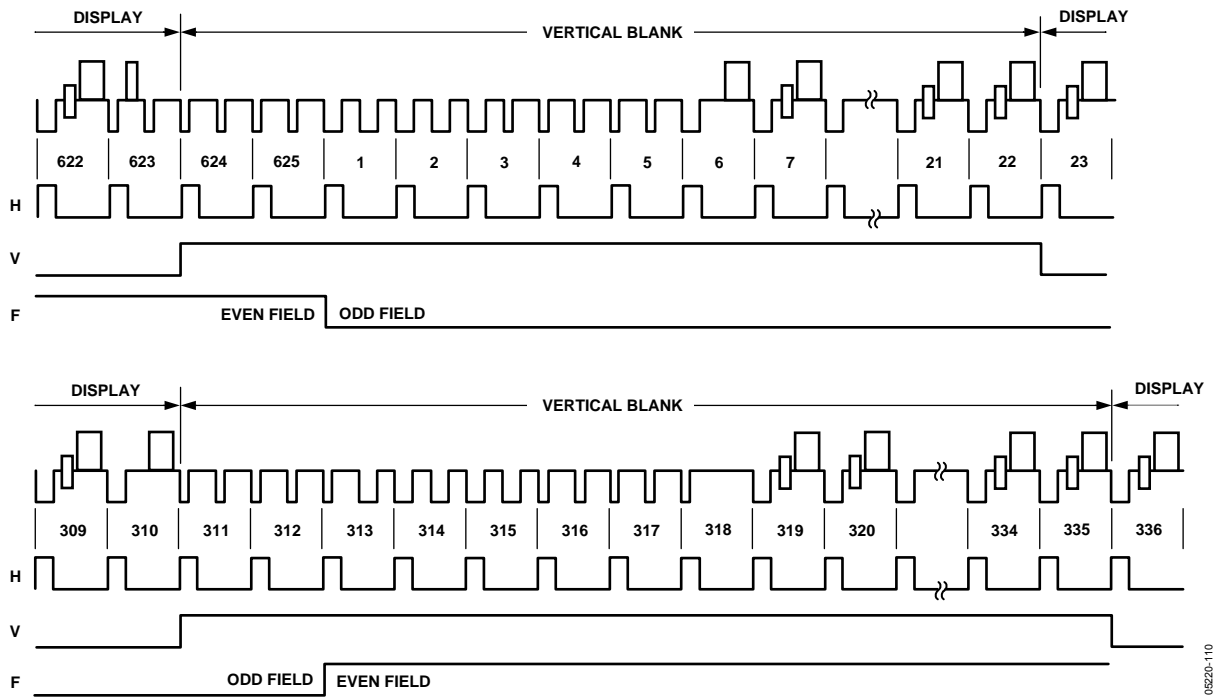 DISPLAY VERTICAL BLANK DISPLAY
622 623 624 625 1 2 3 4 5 6 7 21 22 23
H
V
F EVEN FIELD ODD FIELD
DISPLAY VERTICAL BLANK DISPLAY
309 310 311 312 313 314 315 316 317 318 319 320 334 335 336
H
V
F ODD FIELD EVEN FIELD
05220-110